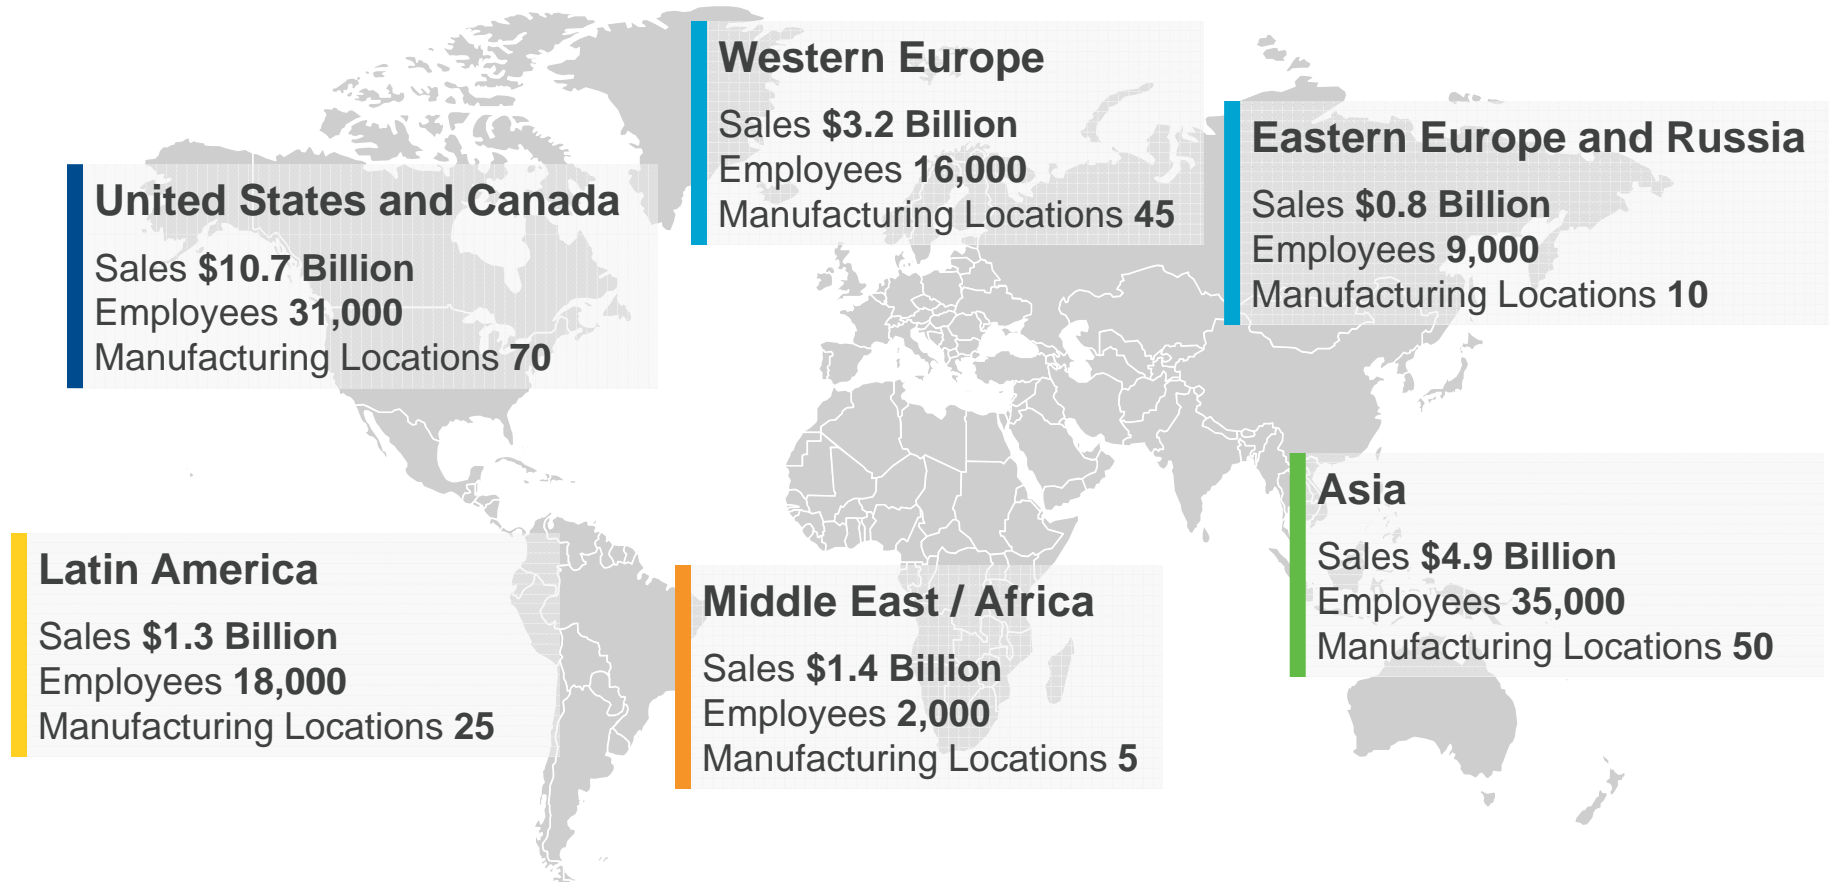 Western Europe
Sales $3.2 Billion
Employees 16,000
Manufacturing Locations 45
Eastern Europe and Russia
Sales $0.8 Billion
Employees 9,000
Manufacturing Locations 10
United States and Canada
Sales $10.7 Billion
Employees 31,000
Manufacturing Locations 70
Asia
Sales $4.9 Billion
Employees 35,000
Manufacturing Locations 50
Latin America
Sales $1.3 Billion
Employees 18,000
Manufacturing Locations 25
Middle East / Africa
Sales $1.4 Billion
Employees 2,000
Manufacturing Locations 5